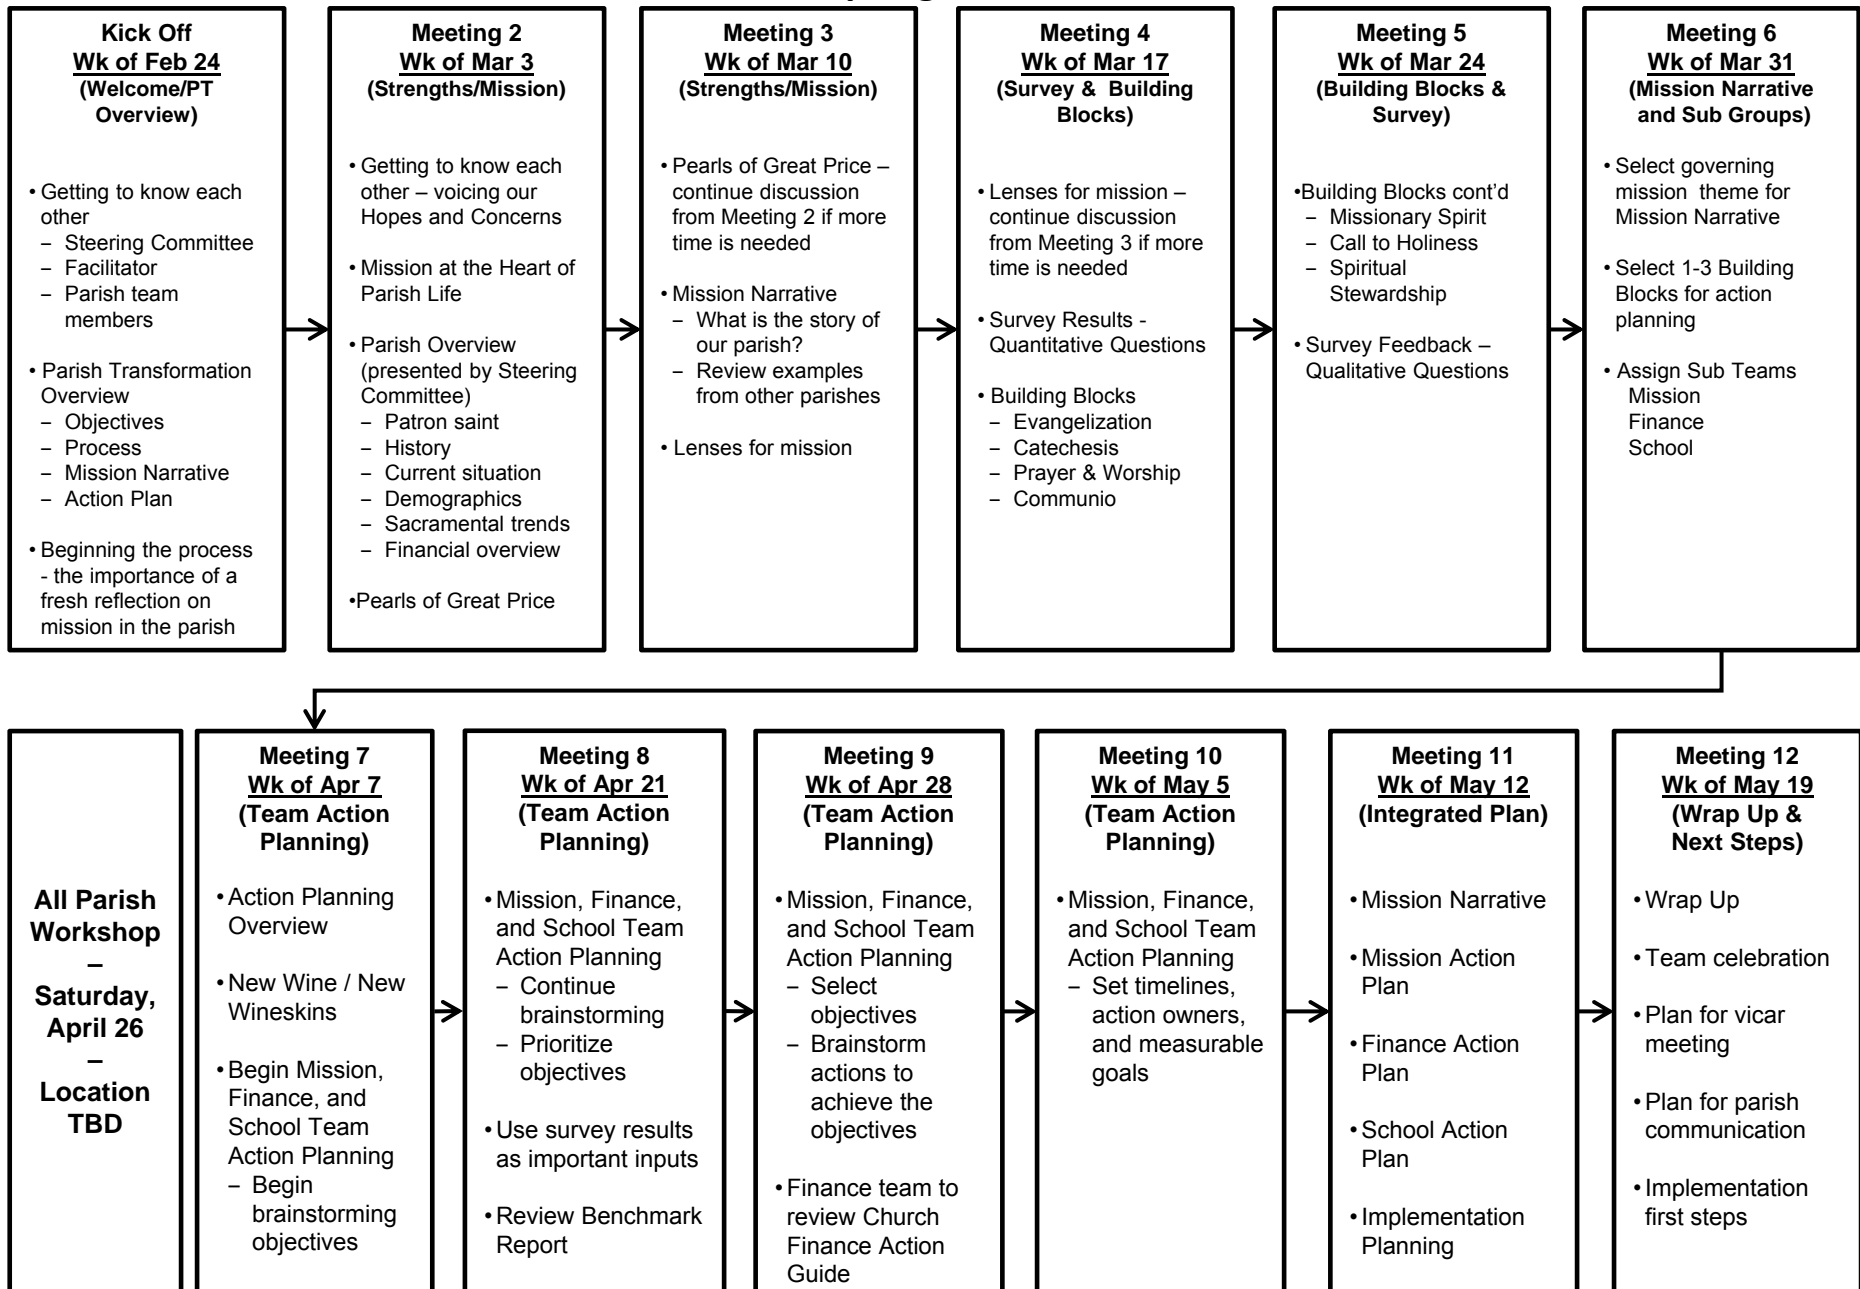 Kick Off
Wk of Feb 24
(Welcome/PT
Overview)
• Getting to know each
other
– Steering Committee
– Facilitator
– Parish team
members
• Parish Transformation
Overview
– Objectives
– Process
– Mission Narrative
– Action Plan
• Beginning the process
- the importance of a
fresh reflection on
mission in the parish
Meeting 2
Wk of Mar 3
(Strengths/Mission)
• Getting to know each
other – voicing our
Hopes and Concerns
• Mission at the Heart of
Parish Life
• Parish Overview
(presented by Steering
Committee)
– Patron saint
– History
– Current situation
– Demographics
– Sacramental trends
– Financial overview
•Pearls of Great Price
Meeting 3
Wk of Mar 10
(Strengths/Mission)
• Pearls of Great Price –
continue discussion
from Meeting 2 if more
time is needed
• Mission Narrative
– What is the story of
our parish?
– Review examples
from other parishes
• Lenses for mission
Meeting 4
Wk of Mar 17
(Survey & Building
Blocks)
• Lenses for mission –
continue discussion
from Meeting 3 if more
time is needed
• Survey Results -
Quantitative Questions
• Building Blocks
– Evangelization
– Catechesis
– Prayer & Worship
– Communio
Meeting 5
Wk of Mar 24
(Building Blocks &
Survey)
•Building Blocks cont’d
– Missionary Spirit
– Call to Holiness
– Spiritual
Stewardship
• Survey Feedback –
Qualitative Questions
Meeting 6
Wk of Mar 31
(Mission Narrative
and Sub Groups)
• Select governing
mission theme for
Mission Narrative
• Select 1-3 Building
Blocks for action
planning
• Assign Sub Teams
Mission
Finance
School
All Parish
Workshop
–
Saturday,
April 26
–
Location
TBD
Meeting 7
Wk of Apr 7
(Team Action
Planning)
• Action Planning
Overview
• New Wine / New
Wineskins
• Begin Mission,
Finance, and
School Team
Action Planning
– Begin
brainstorming
objectives
Meeting 8
Wk of Apr 21
(Team Action
Planning)
• Mission, Finance,
and School Team
Action Planning
– Continue
brainstorming
– Prioritize
objectives
• Use survey results
as important inputs
• Review Benchmark
Report
Meeting 9
Wk of Apr 28
(Team Action
Planning)
• Mission, Finance,
and School Team
Action Planning
– Select
objectives
– Brainstorm
actions to
achieve the
objectives
• Finance team to
review Church
Finance Action
Guide
Meeting 10
Wk of May 5
(Team Action
Planning)
• Mission, Finance,
and School Team
Action Planning
– Set timelines,
action owners,
and measurable
goals
Meeting 11
Wk of May 12
(Integrated Plan)
• Mission Narrative
• Mission Action
Plan
• Finance Action
Plan
• School Action
Plan
• Implementation
Planning
Meeting 12
Wk of May 19
(Wrap Up &
Next Steps)
• Wrap Up
• Team celebration
• Plan for vicar
meeting
• Plan for parish
communication
• Implementation
first steps